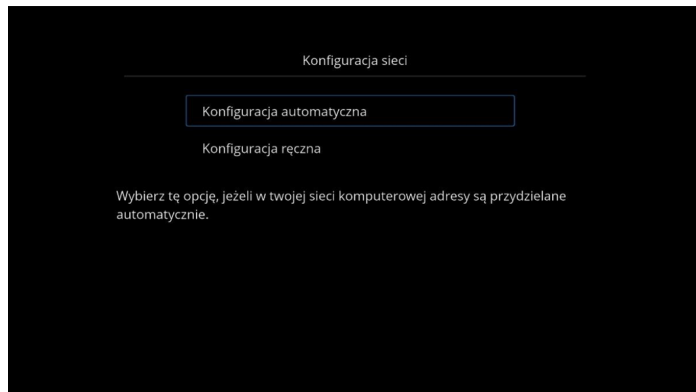 Konfiguracja sieci
Konfiguracja automatyczna
Konfiguracja ręczna
Wybierz tę opcję, jeżeli w twojej sieci komputerowej adresy są przydzielane
automatycznie.